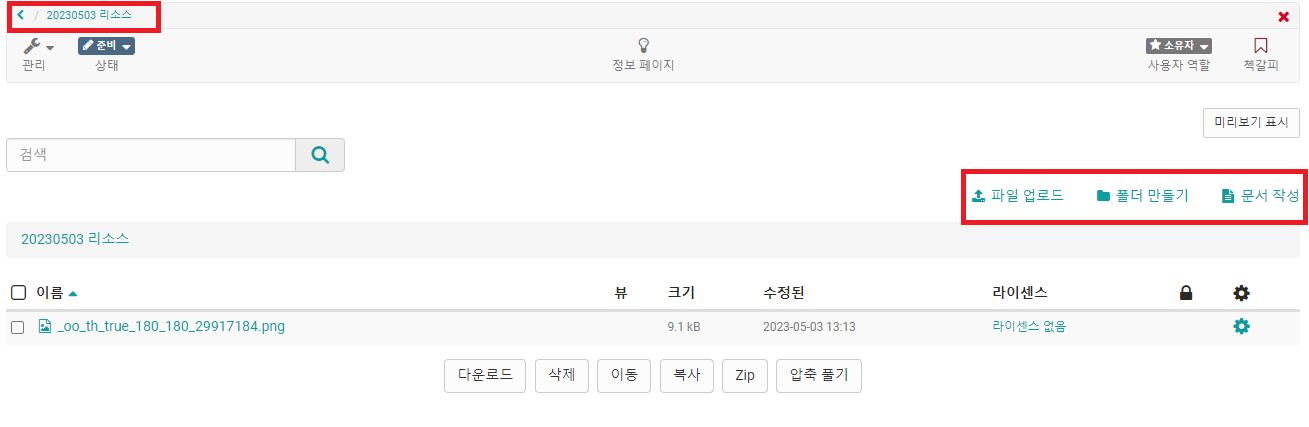 / 20230503 리소스
관리
준비
상태
정보 페이지
소유자
사용자 역할
책갈피
미리보기 표시
검색
파일 업로드 폴더 만들기 문서 작성
20230503 리소스
이름 뷰 크기 수정된 라이센스
_oo_th_true_180_180_29917184.png 9.1 kB 2023-05-03 13:13 라이센스 없음
다운로드 삭제 이동 복사 Zip 압축 풀기